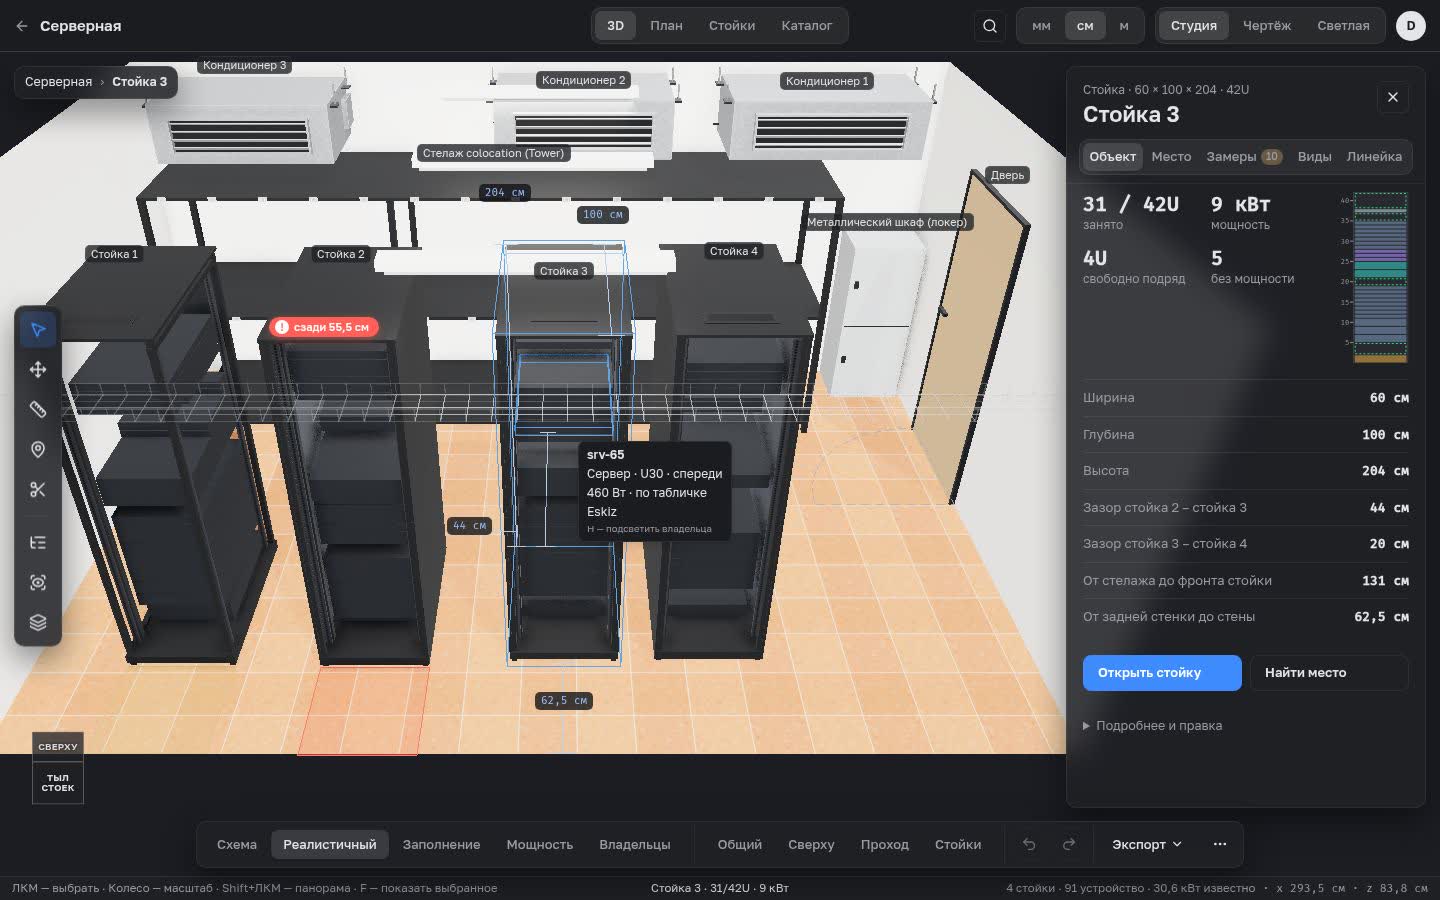 Серверная
3D План Стойки Каталог
мм см м
Студия Чертёж Светлая
D
Серверная › Стойка 3
Кондиционер 3
Кондиционер 2
Кондиционер 1
Стелаж colocation (Tower)
204 см
100 см
Дверь
Металлический шкаф (локер)
Стойка 1
Стойка 2
Стойка 3
Стойка 4
! сзади 55,5 см
srv-65
Сервер · U30 · спереди
460 Вт · по табличке
Eskiz
H — подсветить владельца
44 см
62,5 см
СВЕРХУ
ТЫЛ
СТОЕК
Стойка · 60 × 100 × 204 · 42U
Стойка 3
Объект Место Замеры 10 Виды Линейка
31 / 42U 9 кВт
занято мощность
4U 5
свободно подряд без мощности
40
35
30
25
20
15
10
5
Ширина 60 см
Глубина 100 см
Высота 204 см
Зазор стойка 2 – стойка 3 44 см
Зазор стойка 3 – стойка 4 20 см
От стелажа до фронта стойки 131 см
От задней стенки до стены 62,5 см
Открыть стойку Найти место
Подробнее и правка
Схема Реалистичный Заполнение Мощность Владельцы Общий Сверху Проход Стойки Экспорт
ЛКМ — выбрать · Колесо — масштаб · Shift+ЛКМ — панорама · F — показать выбранное
Стойка 3 · 31/42U · 9 кВт
4 стойки · 91 устройство · 30,6 кВт известно · x 293,5 см · z 83,8 см